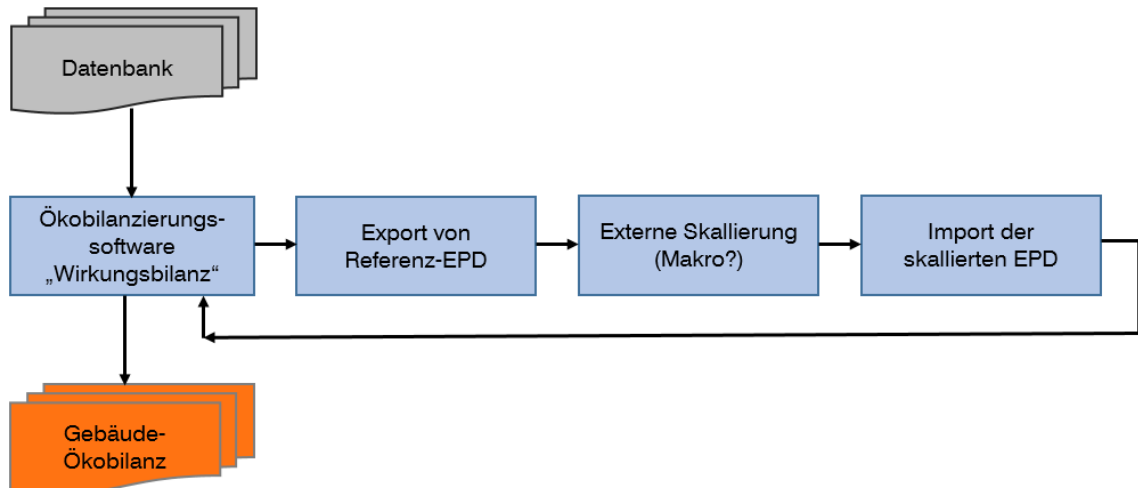 Datenbank
Ökobilanzierungs-
software
„Wirkungsbilanz“
Export von
Referenz-EPD
Externe Skallierung
(Makro?)
Import der
skallierten EPD
Gebäude-
Ökobilanz